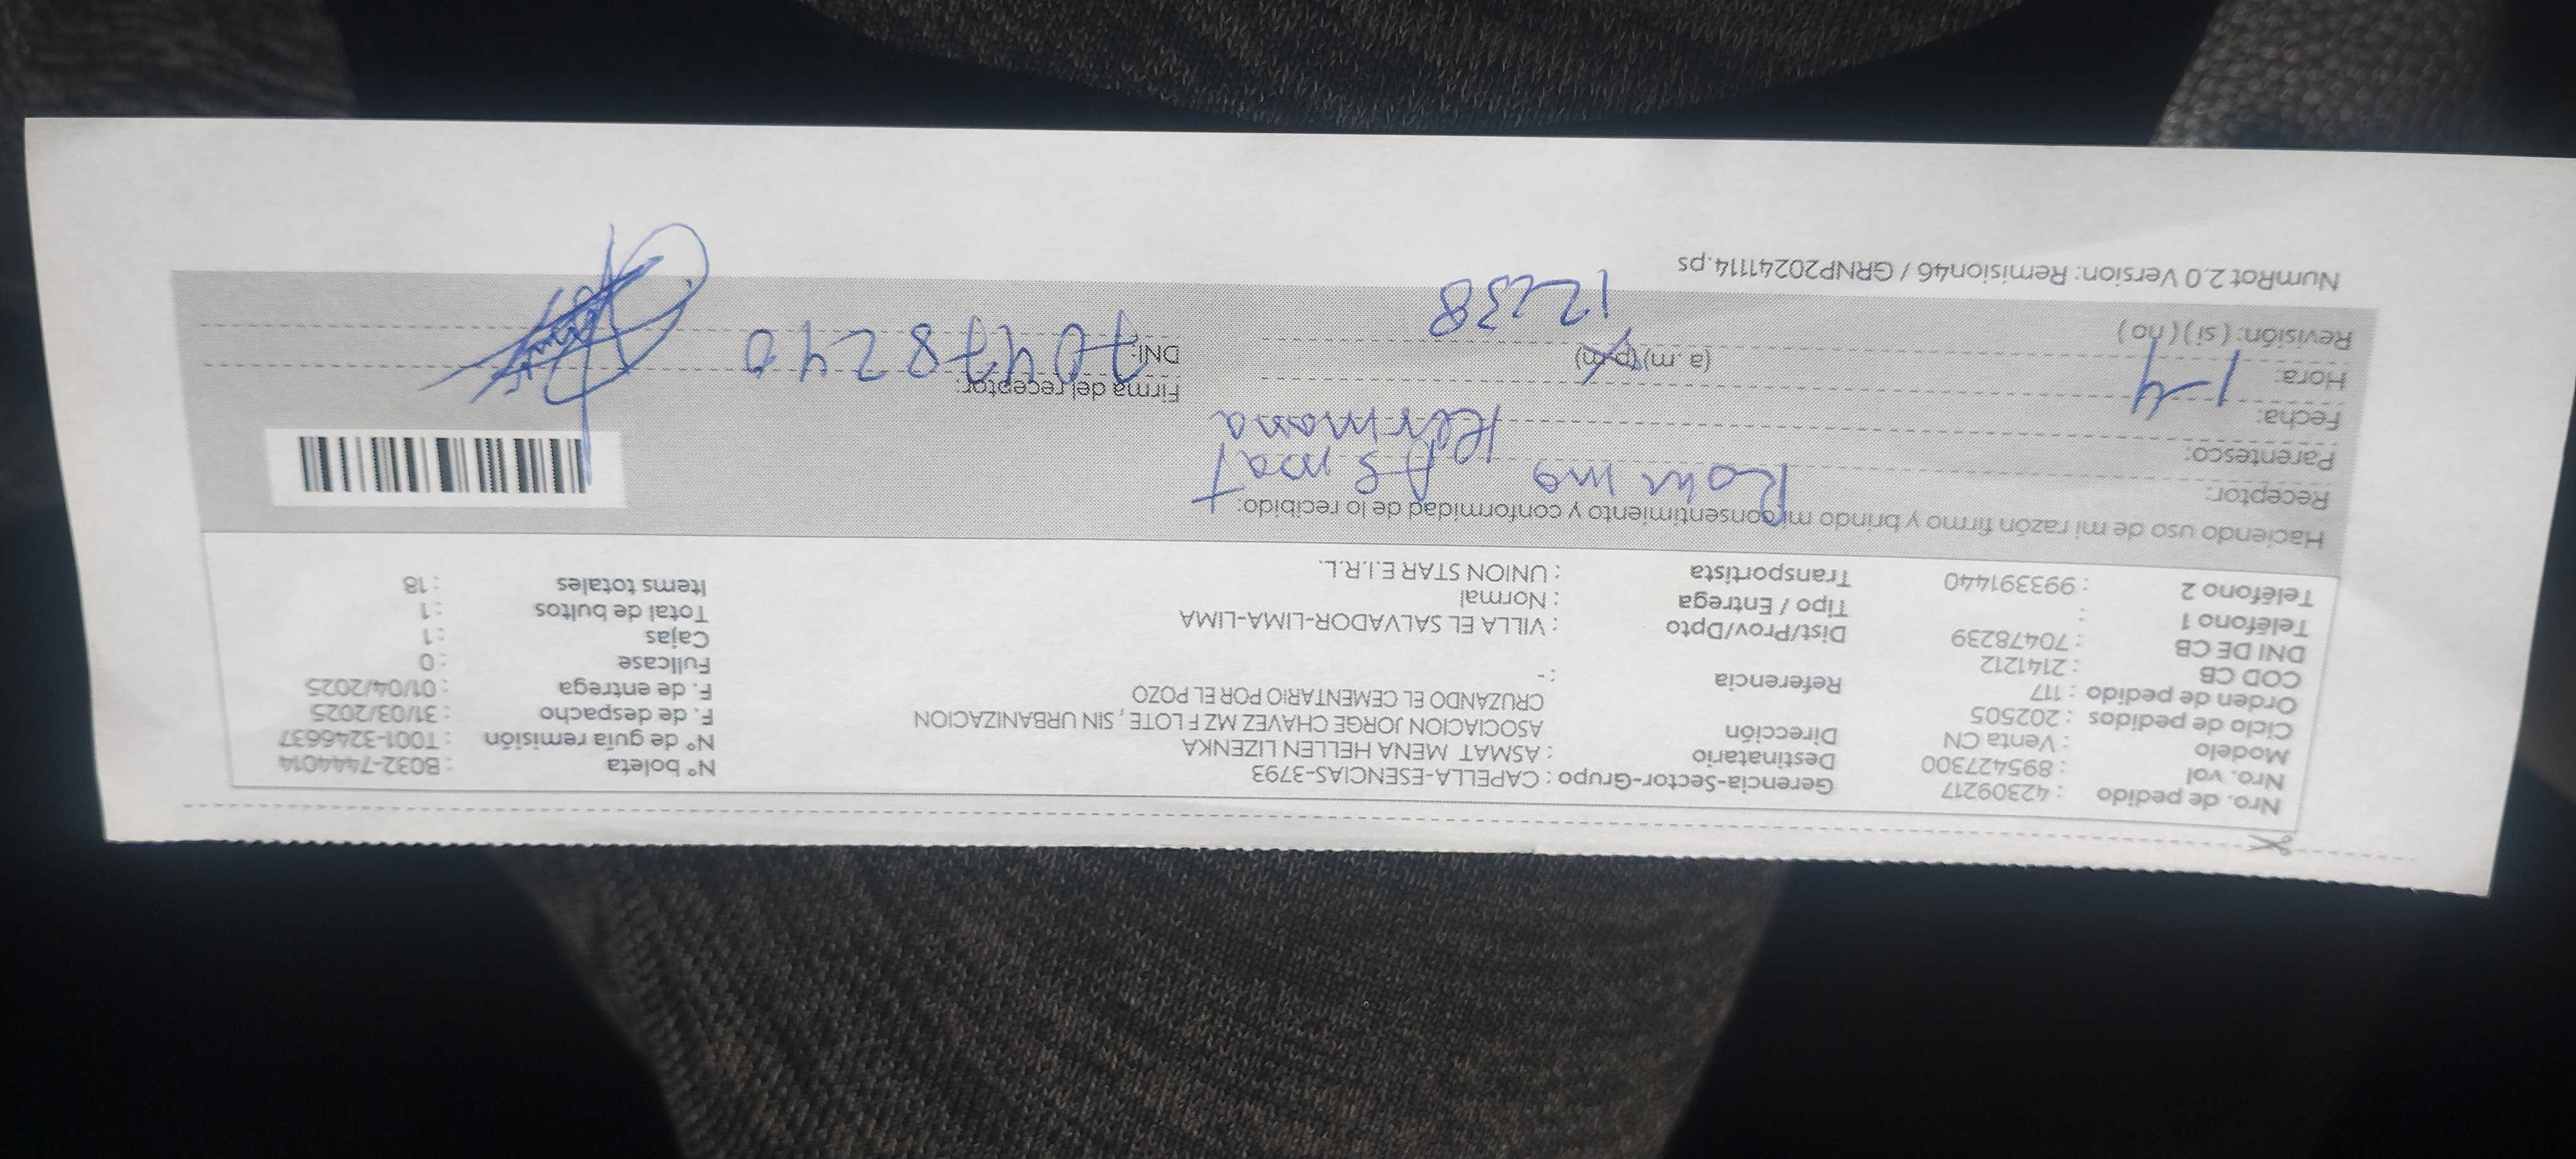 Nro. de pedido : 42309217
Nro. vol : 895427300
Modelo : Venta CN
Ciclo de pedidos : 202505
Orden de pedido : 117
COD CB : 2141212
DNI DE CB : 70478239
Teléfono 1 :
Teléfono 2 : 993391440
Gerencia-Sector-Grupo : CAPELLA-ESENCIAS-3793
Destinatario : ASMAT MENA HELLEN LIZENKA
Dirección ASOCIACION JORGE CHAVEZ MZ F LOTE , SIN URBANIZACION
CRUZANDO EL CEMENTARIO POR EL POZO
Referencia : -
Dist/Prov/Dpto : VILLA EL SALVADOR-LIMA-LIMA
Tipo / Entrega : Normal
Transportista : UNION STAR E.I.R.L.
N° boleta : B032-7444014
N° de guía remisión : T001-3246637
F. de despacho : 31/03/2025
F. de entrega : 01/04/2025
Fullcase : 0
Cajas : 1
Total de bultos : 1
Items totales : 18
Haciendo uso de mi razón firmo y brindo mi consentimiento y conformidad de lo recibido:
Receptor: Asmat
Parentesco: Hermana
Fecha: 1-4
Hora: (a. m) (p. m) 12:38
Revisión: ( si ) ( no )
Firma del receptor:
DNI: 70478240
NumRot 2.0 Version: Remision46 / GRNP20241114.ps